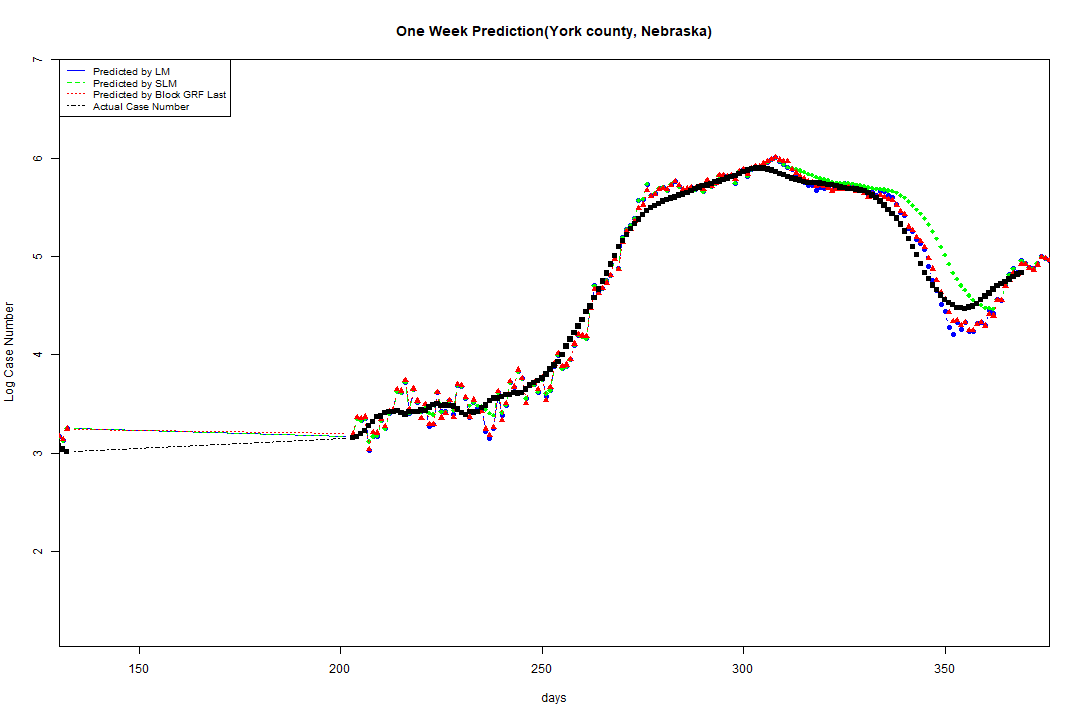 One Week Prediction(York county, Nebraska)
Predicted by LM
Predicted by SLM
Predicted by Block GRF Last
Actual Case Number
7
6
5
4
3
2
Log Case Number
150 200 250 300 350
days